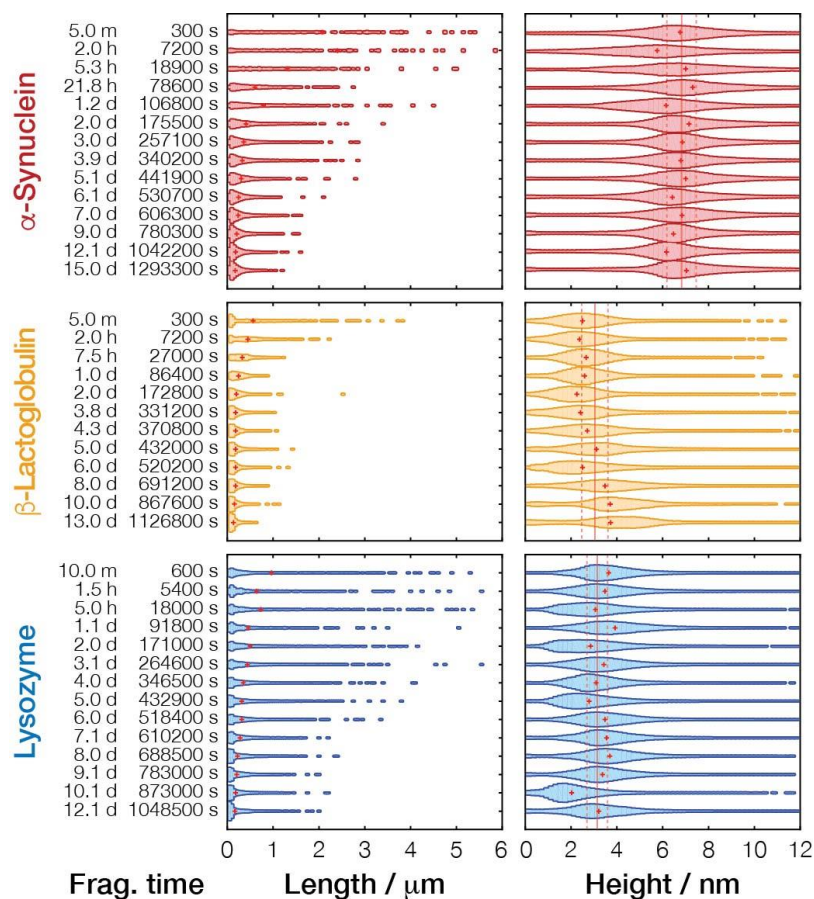 α-Synuclein
5.0 m 300 s
2.0 h 7200 s
5.3 h 18900 s
21.8 h 78600 s
1.2 d 106800 s
2.0 d 175500 s
3.0 d 257100 s
3.9 d 340200 s
5.1 d 441900 s
6.1 d 530700 s
7.0 d 606300 s
9.0 d 780300 s
12.1 d 1042200 s
15.0 d 1293300 s
β-Lactoglobulin
5.0 m 300 s
2.0 h 7200 s
7.5 h 27000 s
1.0 d 86400 s
2.0 d 172800 s
3.8 d 331200 s
4.3 d 370800 s
5.0 d 432000 s
6.0 d 520200 s
8.0 d 691200 s
10.0 d 867600 s
13.0 d 1126800 s
Lysozyme
10.0 m 600 s
1.5 h 5400 s
5.0 h 18000 s
1.1 d 91800 s
2.0 d 171000 s
3.1 d 264600 s
4.0 d 346500 s
5.0 d 432900 s
6.0 d 518400 s
7.1 d 610200 s
8.0 d 688500 s
9.1 d 783000 s
10.1 d 873000 s
12.1 d 1048500 s
0 1 2 3 4 5 6 0 2 4 6 8 10 12
Frag. time Length / μm Height / nm